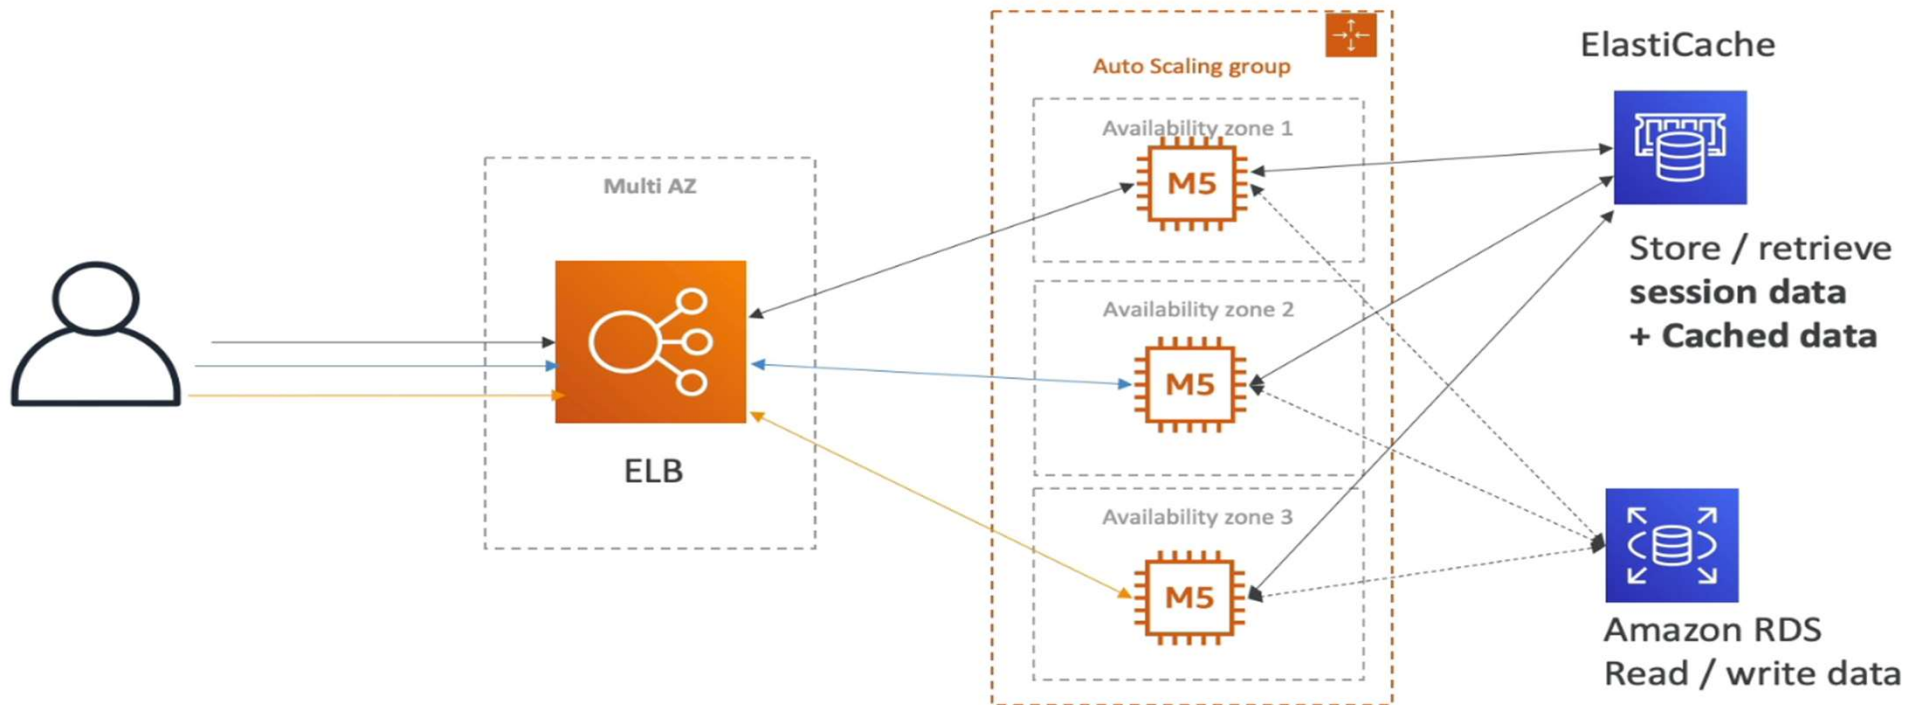 Multi AZ
ELB
Auto Scaling group
Availability zone 1
M5
Availability zone 2
M5
Availability zone 3
M5
ElastiCache
Store / retrieve
session data
+ Cached data
Amazon RDS
Read / write data